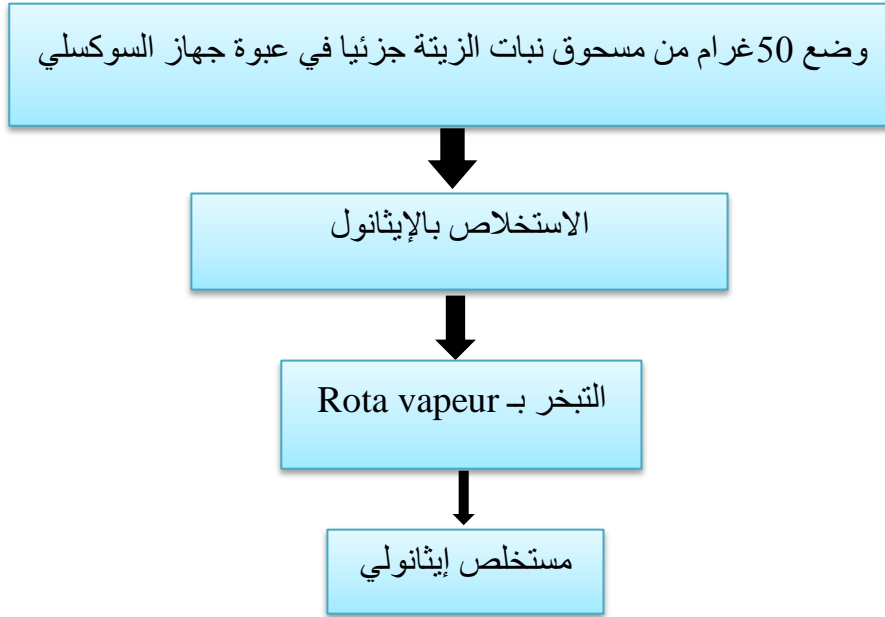 وضع 50غرام من مسحوق نبات الزيتة جزئيا في عبوة جهاز السوكسلي
الاستخلاص بالإيثانول
التبخر بـ Rota vapeur
مستخلص إيثانولي